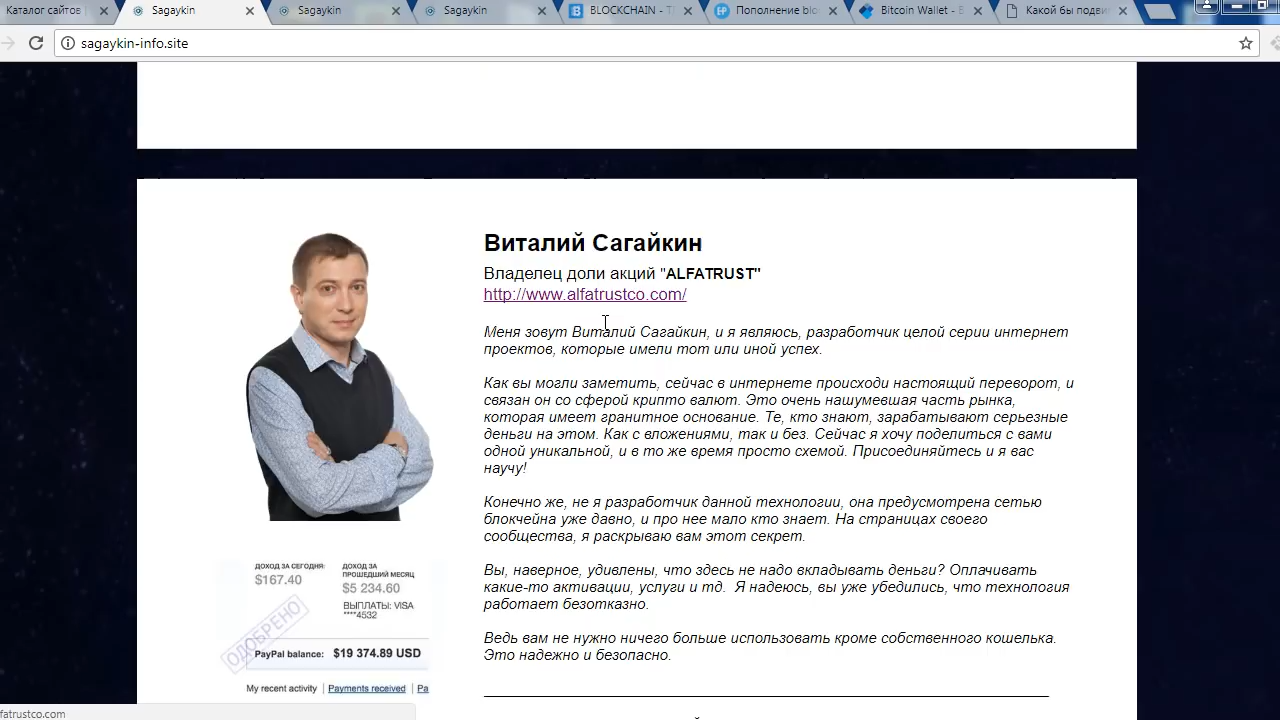 Каталог сайтов
Sagaykin
Sagaykin
Sagaykin
BLOCKCHAIN - T
Пополнение blo
Bitcoin Wallet - B
Какой бы подви
sagaykin-info.site
Виталий Сагайкин
Владелец доли акций "ALFATRUST"
http://www.alfatrustco.com/
Меня зовут Виталий Сагайкин, и я являюсь, разработчик целой серии интернет
проектов, которые имели тот или иной успех.
Как вы могли заметить, сейчас в интернете происходи настоящий переворот, и
связан он со сферой крипто валют. Это очень нашумевшая часть рынка,
которая имеет гранитное основание. Те, кто знают, зарабатывают серьезные
деньги на этом. Как с вложениями, так и без. Сейчас я хочу поделиться с вами
одной уникальной, и в то же время просто схемой. Присоединяйтесь и я вас
научу!
Конечно же, не я разработчик данной технологии, она предусмотрена сетью
блокчейна уже давно, и про нее мало кто знает. На страницах своего
сообщества, я раскрываю вам этот секрет.
Вы, наверное, удивлены, что здесь не надо вкладывать деньги? Оплачивать
какие-то активации, услуги и тд. Я надеюсь, вы уже убедились, что технология
работает безотказно.
Ведь вам не нужно ничего больше использовать кроме собственного кошелька.
Это надежно и безопасно.
ДОХОД ЗА СЕГОДНЯ:
$167.40
ДОХОД ЗА
ПРОШЕДШИЙ МЕСЯЦ
$5 234.60
ВЫПЛАТЫ: VISA
****4532
ОДОБРЕНО
PayPal balance: $19 374.89 USD
My recent activity | Payments received | Pa
fatrustco.com